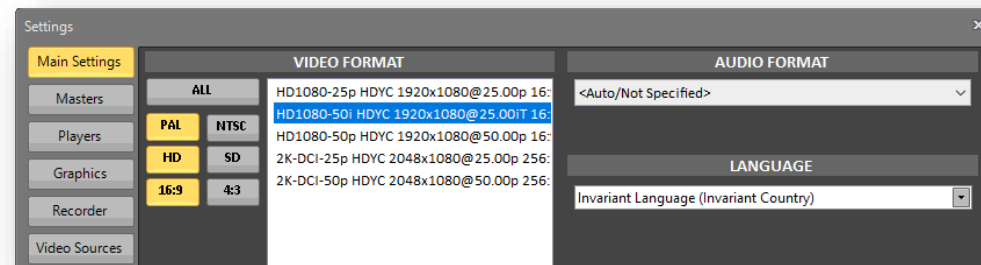 Settings
x
Main Settings
Masters
Players
Graphics
Recorder
Video Sources
VIDEO FORMAT
ALL
PAL NTSC
HD SD
16:9 4:3
HD1080-25p HDYC 1920x1080@25.00p 16:
HD1080-50i HDYC 1920x1080@25.00iT 16:
HD1080-50p HDYC 1920x1080@50.00p 16:
2K-DCI-25p HDYC 2048x1080@25.00p 256:
2K-DCI-50p HDYC 2048x1080@50.00p 256:
AUDIO FORMAT
<Auto/Not Specified>
LANGUAGE
Invariant Language (Invariant Country)